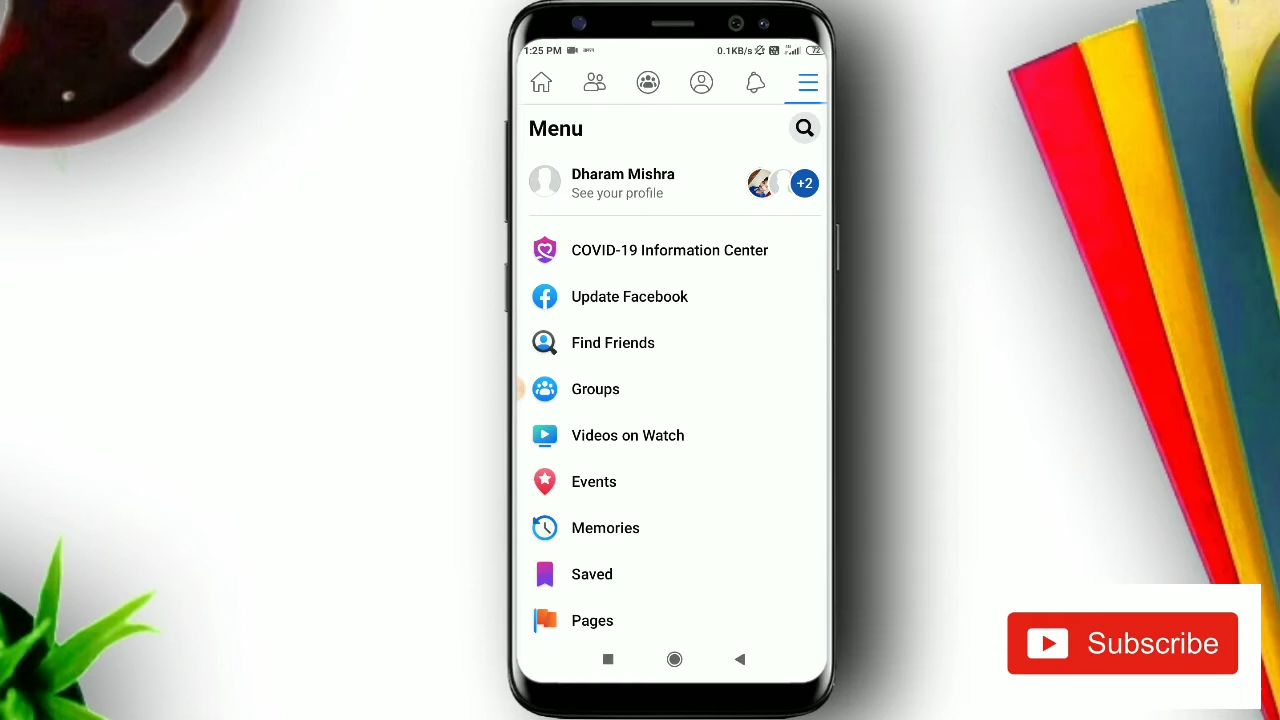 1:25 PM
0.1KB/s 72
Menu
Dharam Mishra
See your profile
+2
COVID-19 Information Center
Update Facebook
Find Friends
Groups
Videos on Watch
Events
Memories
Saved
Pages
Subscribe